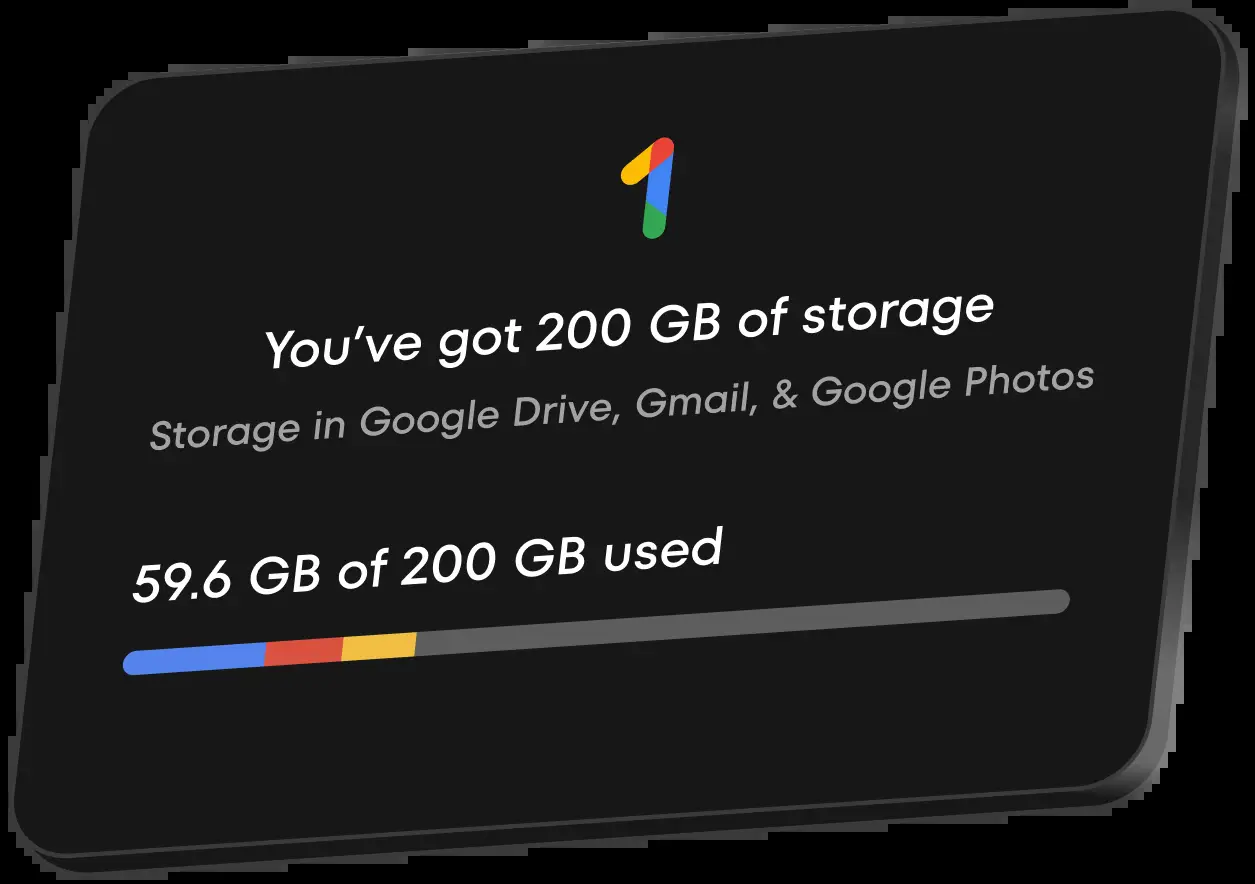 You’ve got 200 GB of storage
Storage in Google Drive, Gmail, & Google Photos
59.6 GB of 200 GB used